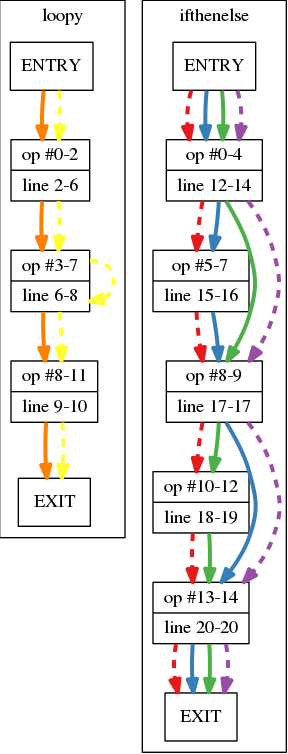 loopy
ENTRY
op #0-2
line 2-6
op #3-7
line 6-8
op #8-11
line 9-10
EXIT
ifthenelse
ENTRY
op #0-4
line 12-14
op #5-7
line 15-16
op #8-9
line 17-17
op #10-12
line 18-19
op #13-14
line 20-20
EXIT